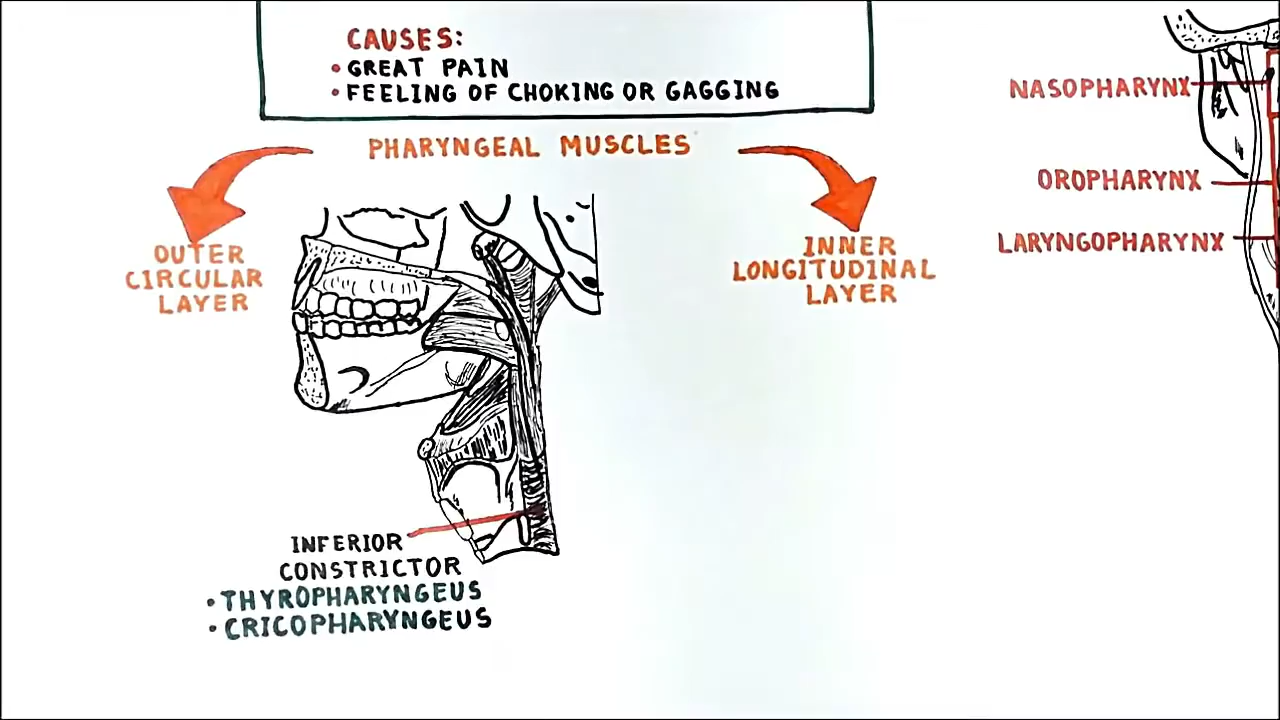 CAUSES:
• GREAT PAIN
• FEELING OF CHOKING OR GAGGING
PHARYNGEAL MUSCLES
OUTER
CIRCULAR
LAYER
INNER
LONGITUDINAL
LAYER
NASOPHARYNX
OROPHARYNX
LARYNGOPHARYNX
INFERIOR
CONSTRICTOR
• THYROPHARYNGEUS
• CRICOPHARYNGEUS